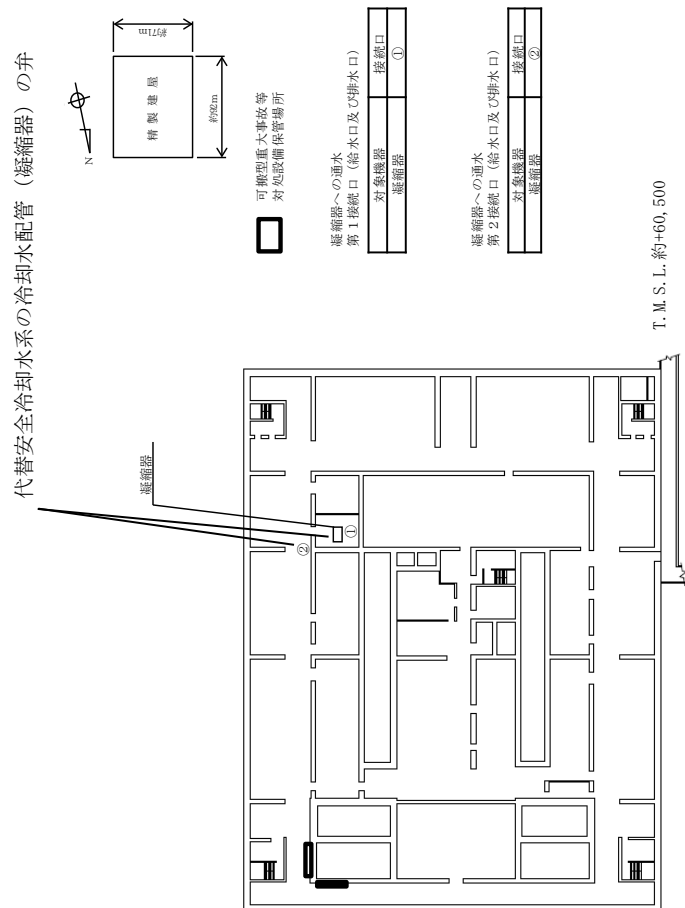 代替安全冷却水系の冷却水配管（凝縮器）の弁
N
精製建屋
約71m
約92m
可搬型重大事故等
対処設備保管場所
凝縮器への通水
第1接続口（給水口及び排水口）
対象機器 接続口
凝縮器 ①
凝縮器への通水
第2接続口（給水口及び排水口）
対象機器 接続口
凝縮器 ②
凝縮器
②
①
T.M.S.L.約+60,500